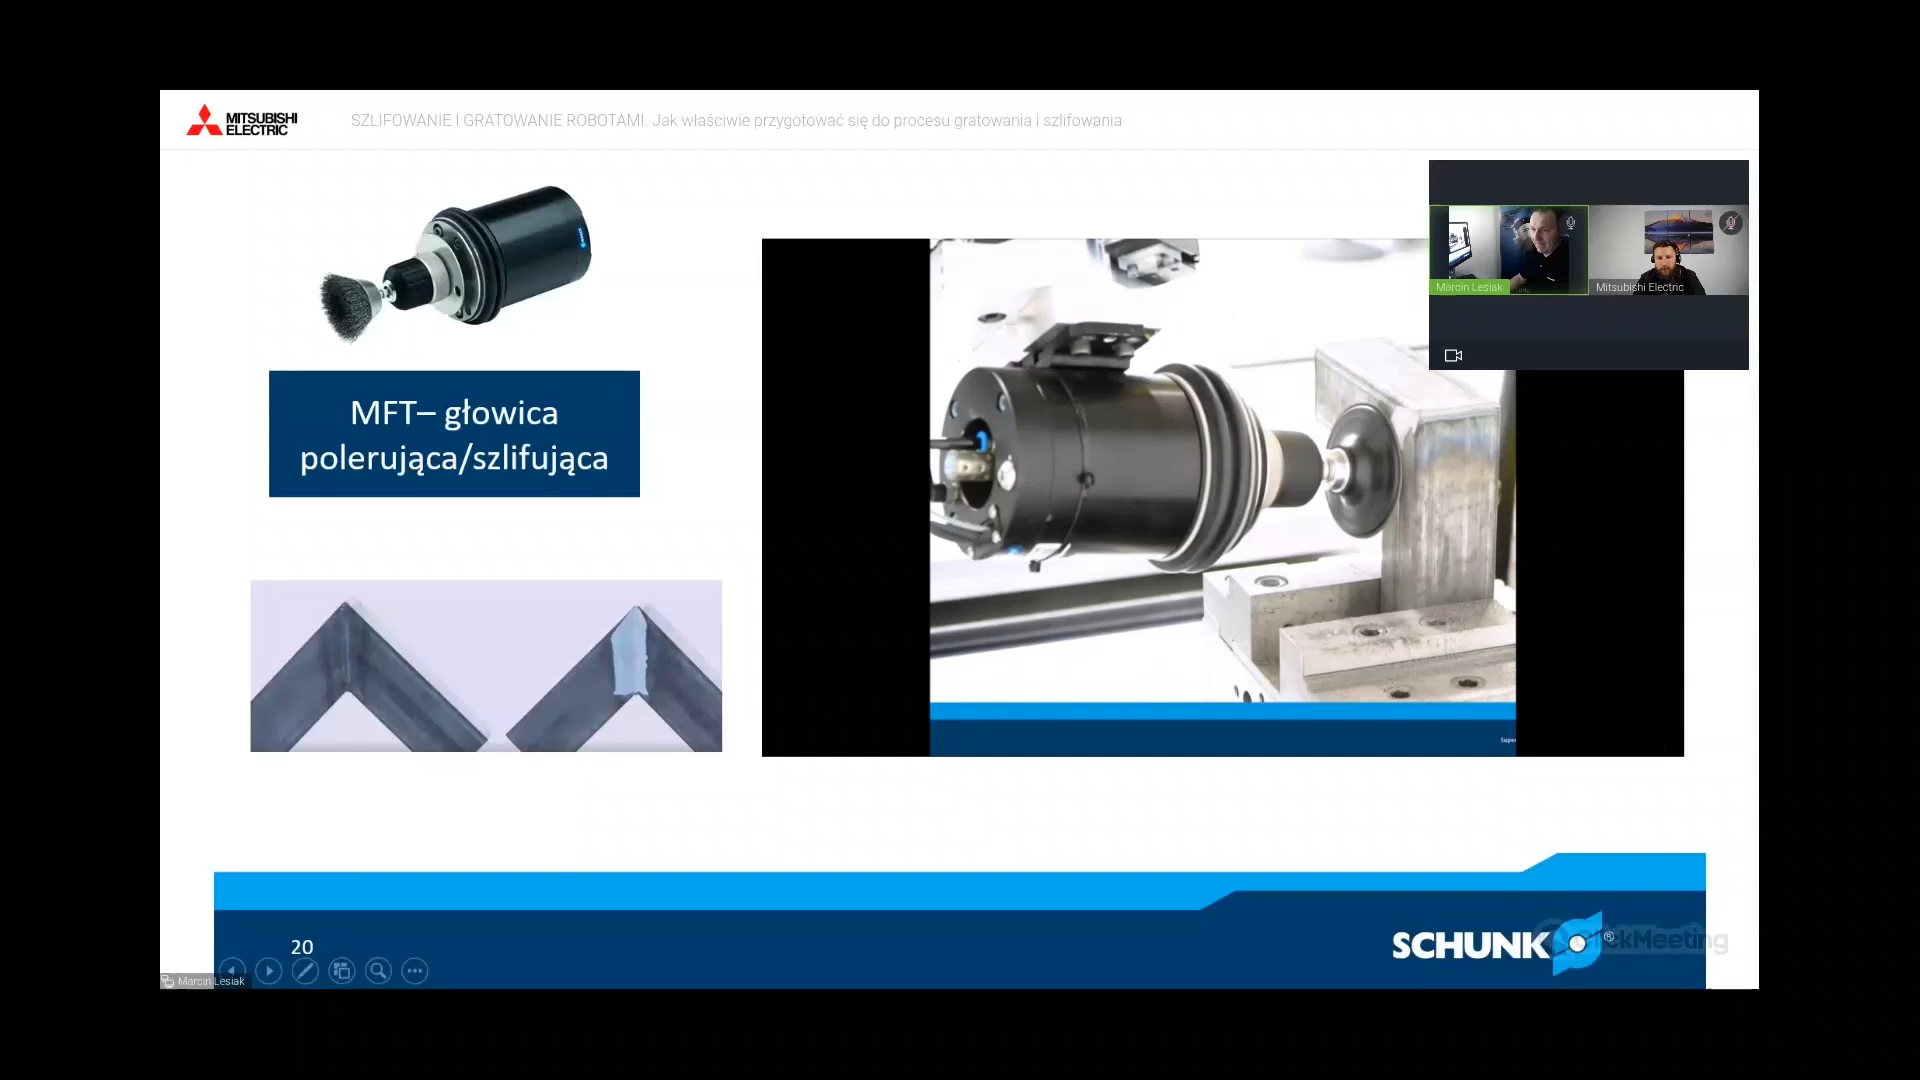 MITSUBISHI
ELECTRIC
SZLIFOWANIE I GRATOWANIE ROBOTAMI. Jak właściwie przygotować się do procesu gratowania i szlifowania
Marcin Lesiak
Mitsubishi Electric
MFT– głowica
polerująca/szlifująca
20
SCHUNK ®
ClickMeeting
Marcin Lesiak